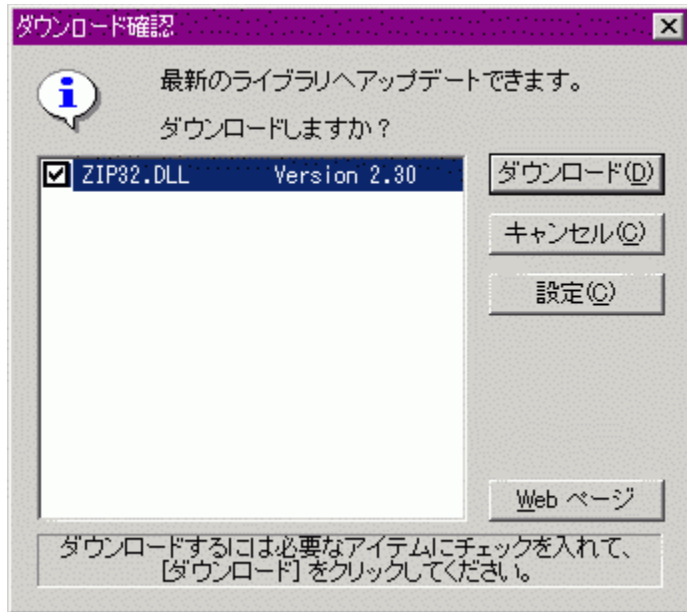 ダウンロード確認
最新のライブラリへアップデートできます。
ダウンロードしますか？
ZIP32.DLL Version 2.30
ダウンロード(D)
キャンセル(C)
設定(C)
Web ページ
ダウンロードするには必要なアイテムにチェックを入れて、
[ダウンロード] をクリックしてください。